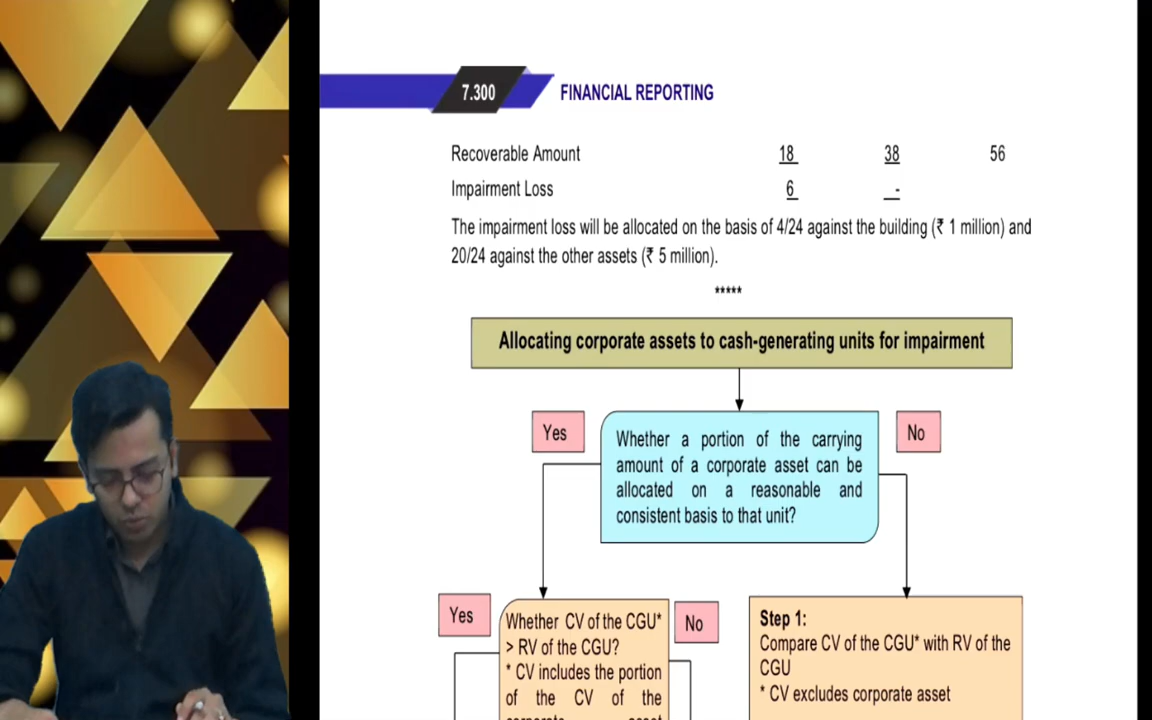 7.300 FINANCIAL REPORTING
Recoverable Amount 18 38 56
Impairment Loss 6 -
The impairment loss will be allocated on the basis of 4/24 against the building (₹ 1 million) and
20/24 against the other assets (₹ 5 million).
*****
Allocating corporate assets to cash-generating units for impairment
Yes
Whether a portion of the carrying
amount of a corporate asset can be
allocated on a reasonable and
consistent basis to that unit?
No
Yes
Whether CV of the CGU*
> RV of the CGU?
* CV includes the portion
of the CV of the
corporate asset
No
Step 1:
Compare CV of the CGU* with RV of the
CGU
* CV excludes corporate asset